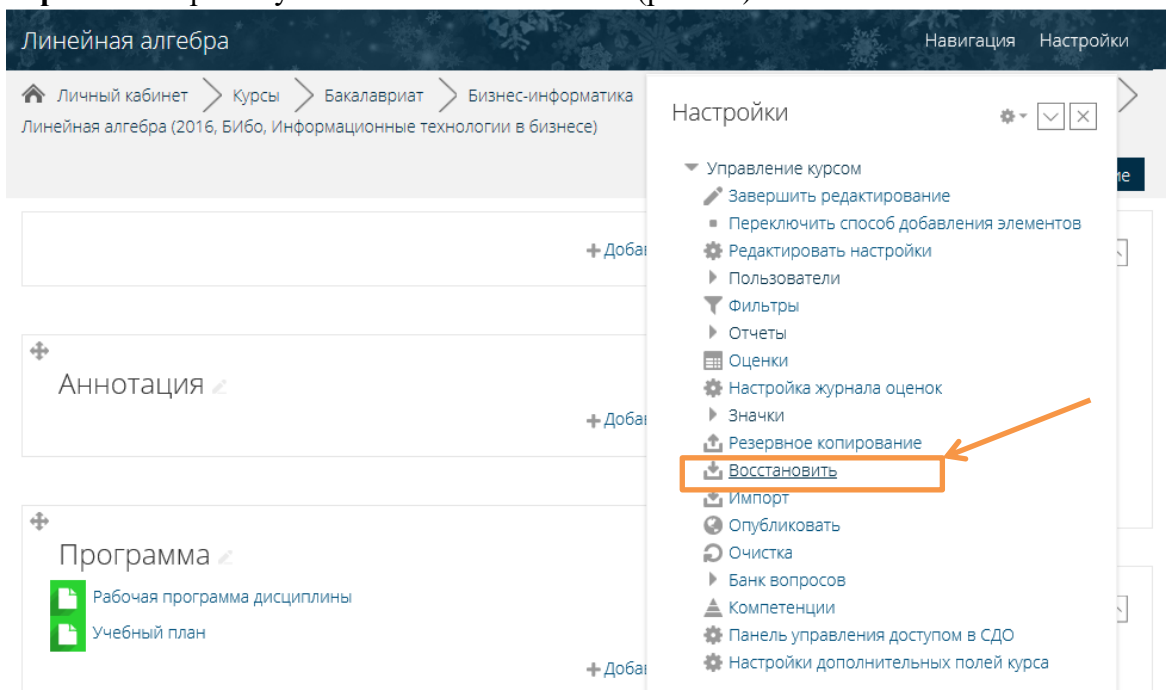 Линейная алгебра
Навигация Настройки
Личный кабинет Курсы Бакалавриат Бизнес-информатика
Линейная алгебра (2016, БИбо, Информационные технологии в бизнесе)
Настройки
Управление курсом
Завершить редактирование
Переключить способ добавления элементов
Редактировать настройки
Пользователи
Фильтры
Отчеты
Оценки
Настройка журнала оценок
Значки
Резервное копирование
Восстановить
Импорт
Опубликовать
Очистка
Банк вопросов
Компетенции
Панель управления доступом в СДО
Настройки дополнительных полей курса
Аннотация
Программа
Рабочая программа дисциплины
Учебный план